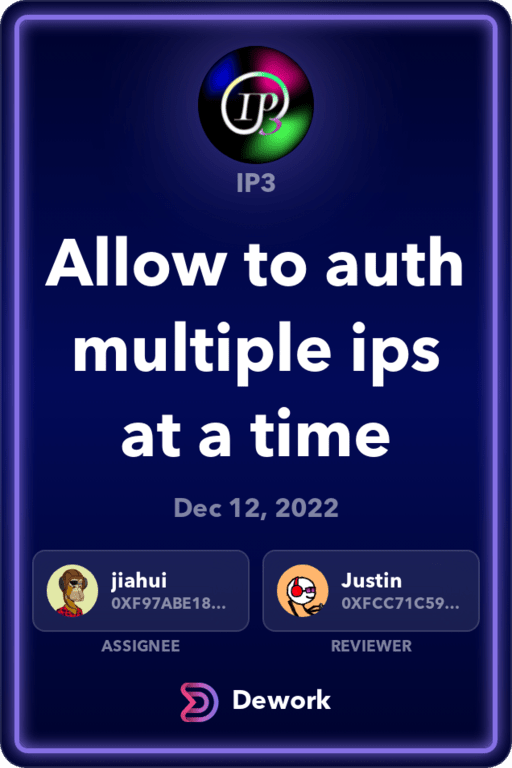 IP3
IP3
Allow to auth
multiple ips
at a time
Dec 12, 2022
jiahui
0XF97ABE18...
ASSIGNEE
Justin
0XFCC71C59...
REVIEWER
Dework